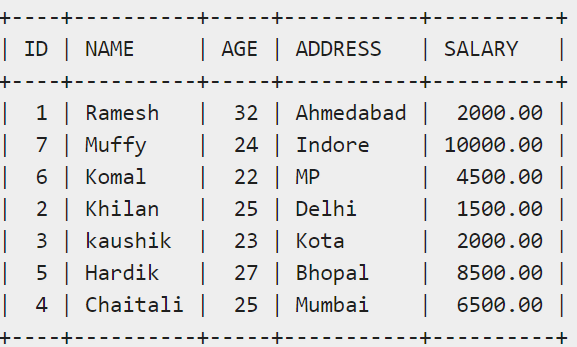 +----+----------+-----+-----------+----------+
| ID | NAME     | AGE | ADDRESS   | SALARY   |
+----+----------+-----+-----------+----------+
|  1 | Ramesh   |  32 | Ahmedabad |  2000.00 |
|  7 | Muffy    |  24 | Indore    | 10000.00 |
|  6 | Komal    |  22 | MP        |  4500.00 |
|  2 | Khilan   |  25 | Delhi     |  1500.00 |
|  3 | kaushik  |  23 | Kota      |  2000.00 |
|  5 | Hardik   |  27 | Bhopal    |  8500.00 |
|  4 | Chaitali |  25 | Mumbai    |  6500.00 |
+----+----------+-----+-----------+----------+